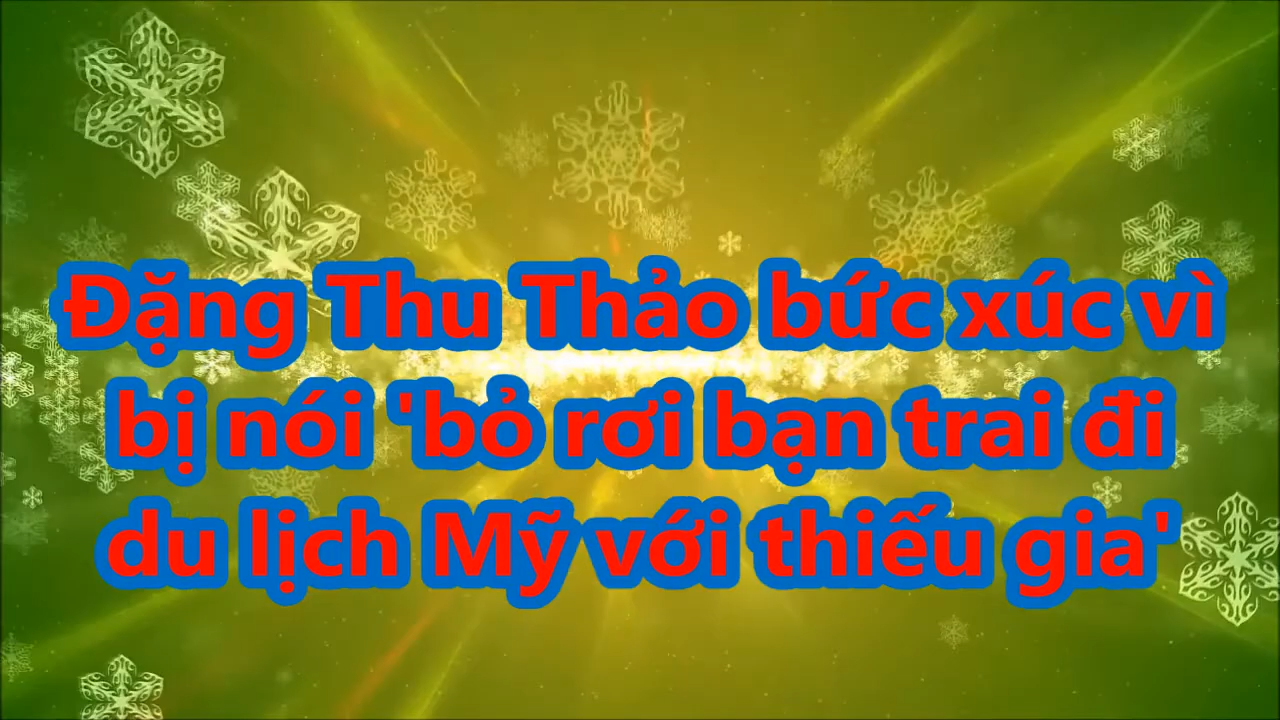 Đặng Thu Thảo bức xúc vì
bị nói 'bỏ rơi bạn trai đi
du lịch Mỹ với thiếu gia'